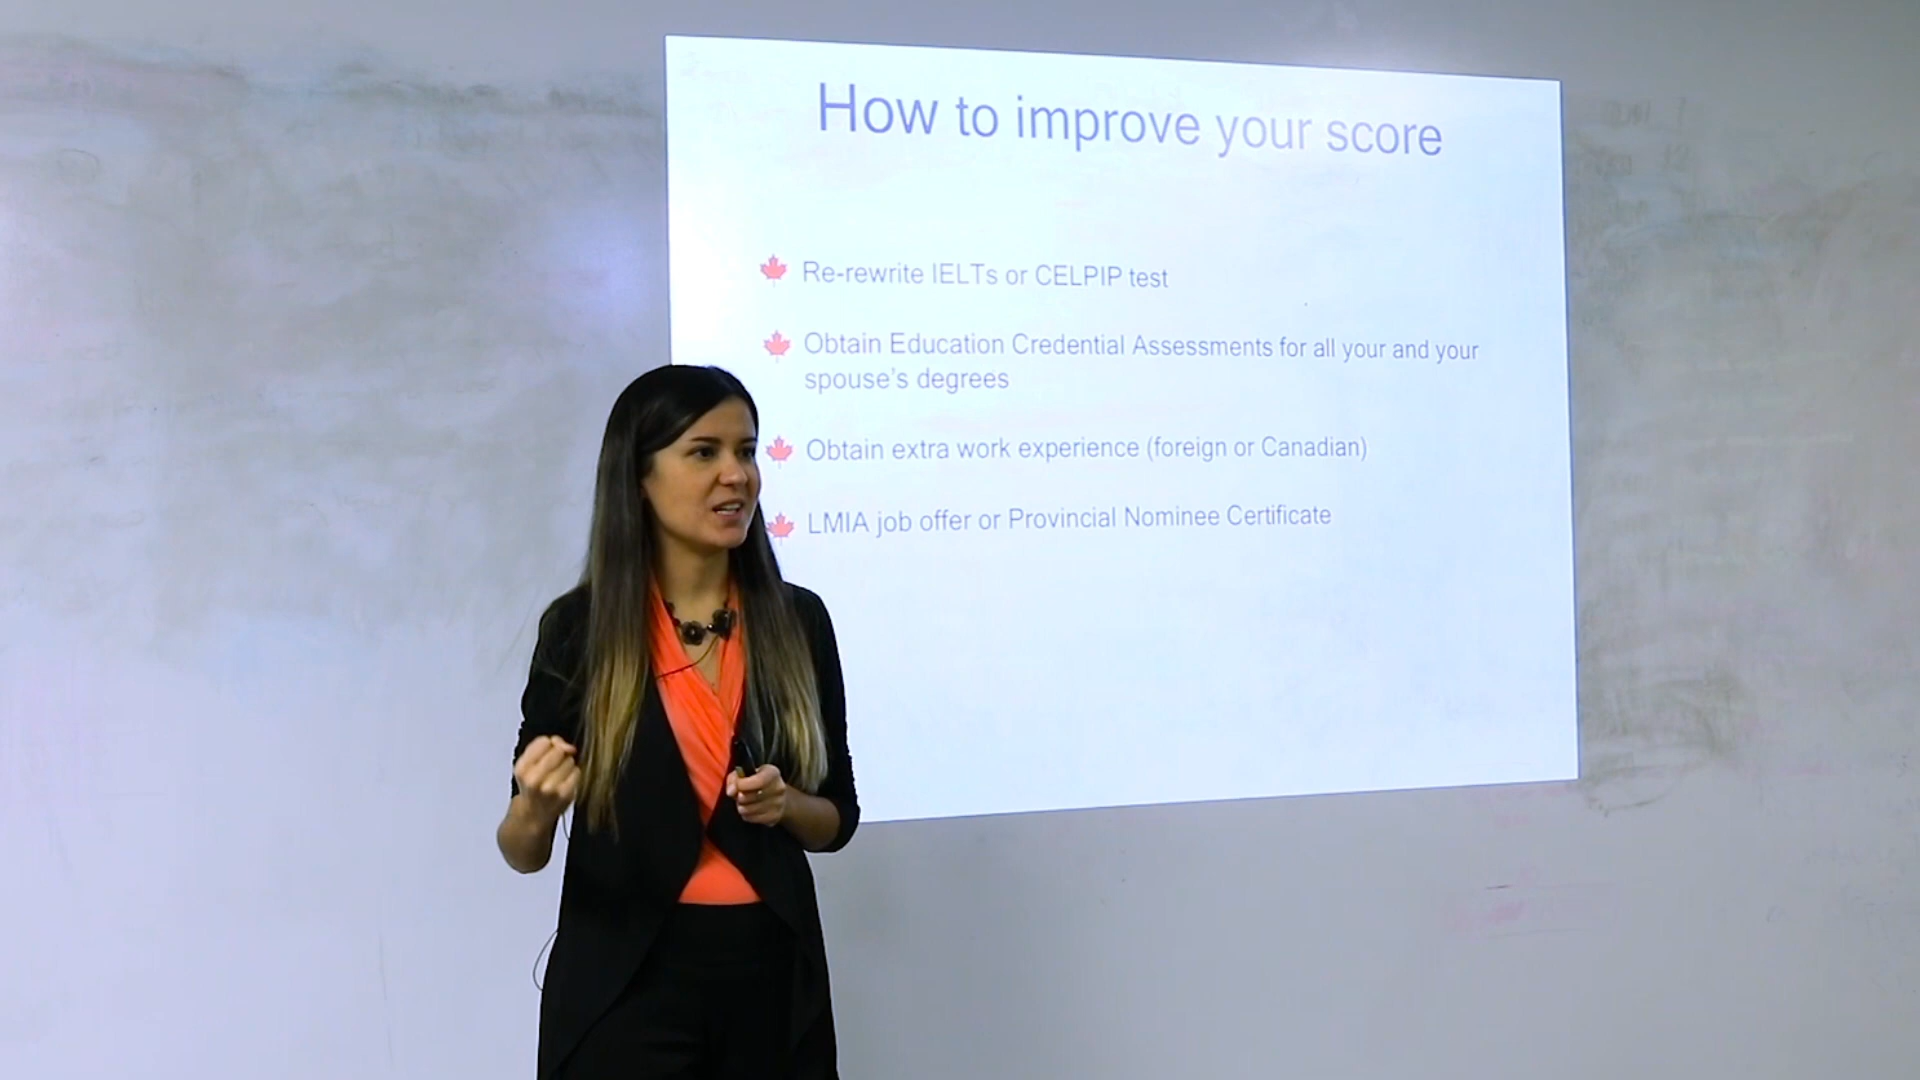 How to improve your score
Re-rewrite IELTs or CELPIP test
Obtain Education Credential Assessments for all your and your
spouse's degrees
Obtain extra work experience (foreign or Canadian)
LMIA job offer or Provincial Nominee Certificate